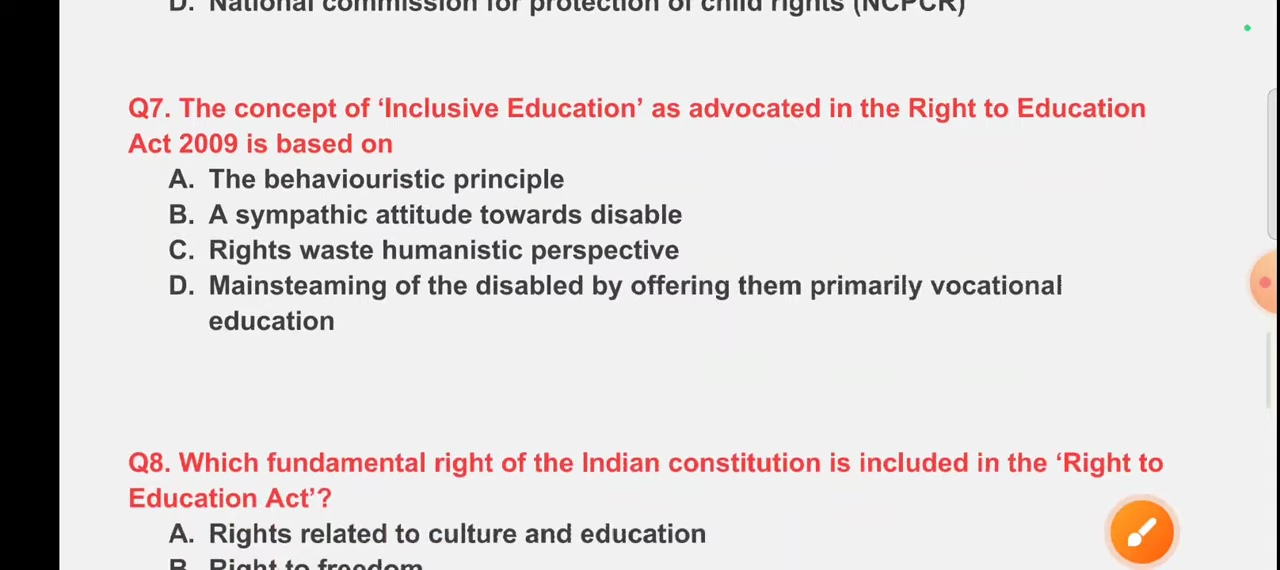 D. National commission for protection of child rights (NCPCR)
Q7. The concept of ‘Inclusive Education’ as advocated in the Right to Education
Act 2009 is based on
A. The behaviouristic principle
B. A sympathic attitude towards disable
C. Rights waste humanistic perspective
D. Mainsteaming of the disabled by offering them primarily vocational
education
Q8. Which fundamental right of the Indian constitution is included in the ‘Right to
Education Act’?
A. Rights related to culture and education
B. Right to freedom